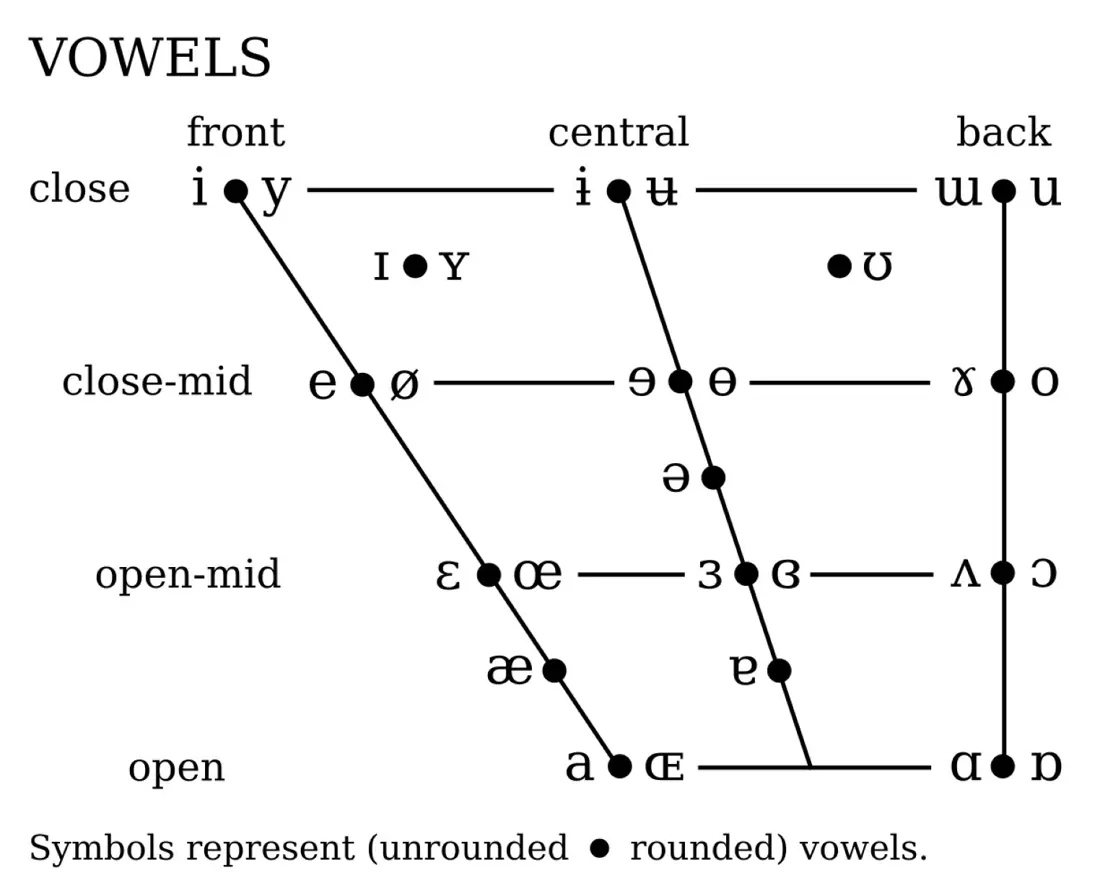 VOWELS
front central back
close i y ɨ ʉ ɯ u
ɪ ʏ ʊ
close-mid e ø ɘ ɵ ɤ o
ə
open-mid ɛ œ ɜ ɞ ʌ ɔ
æ ɐ
open a ɶ ɑ ɒ
Symbols represent (unrounded ● rounded) vowels.